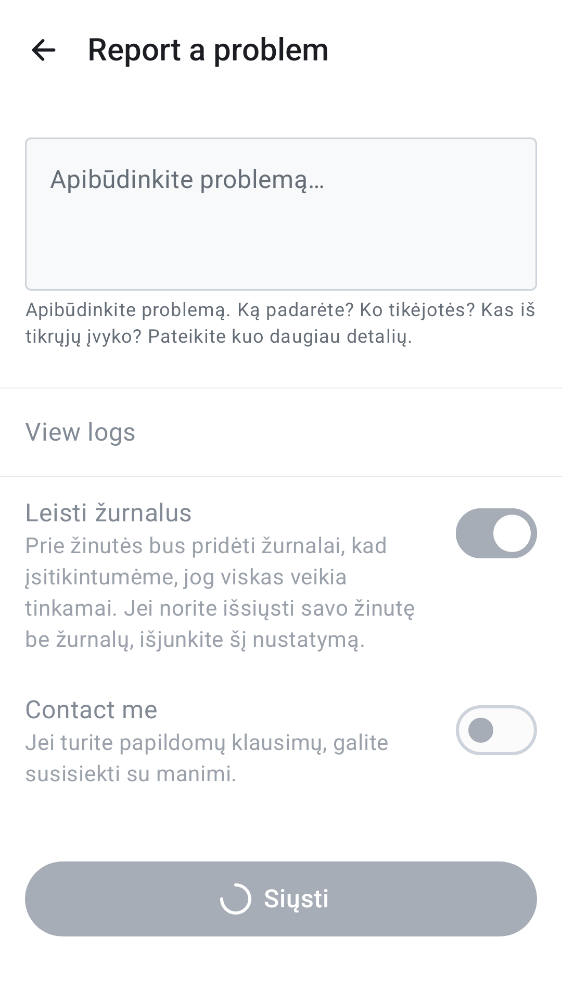 Report a problem
Apibūdinkite problemą...
Apibūdinkite problemą. Ką padarėte? Ko tikėjotės? Kas iš
tikrųjų įvyko? Pateikite kuo daugiau detalių.
View logs
Leisti žurnalus
Prie žinutės bus pridėti žurnalai, kad
įsitikintumėme, jog viskas veikia
tinkamai. Jei norite išsiųsti savo žinutę
be žurnalų, išjunkite šį nustatymą.
Contact me
Jei turite papildomų klausimų, galite
susisiekti su manimi.
Siųsti